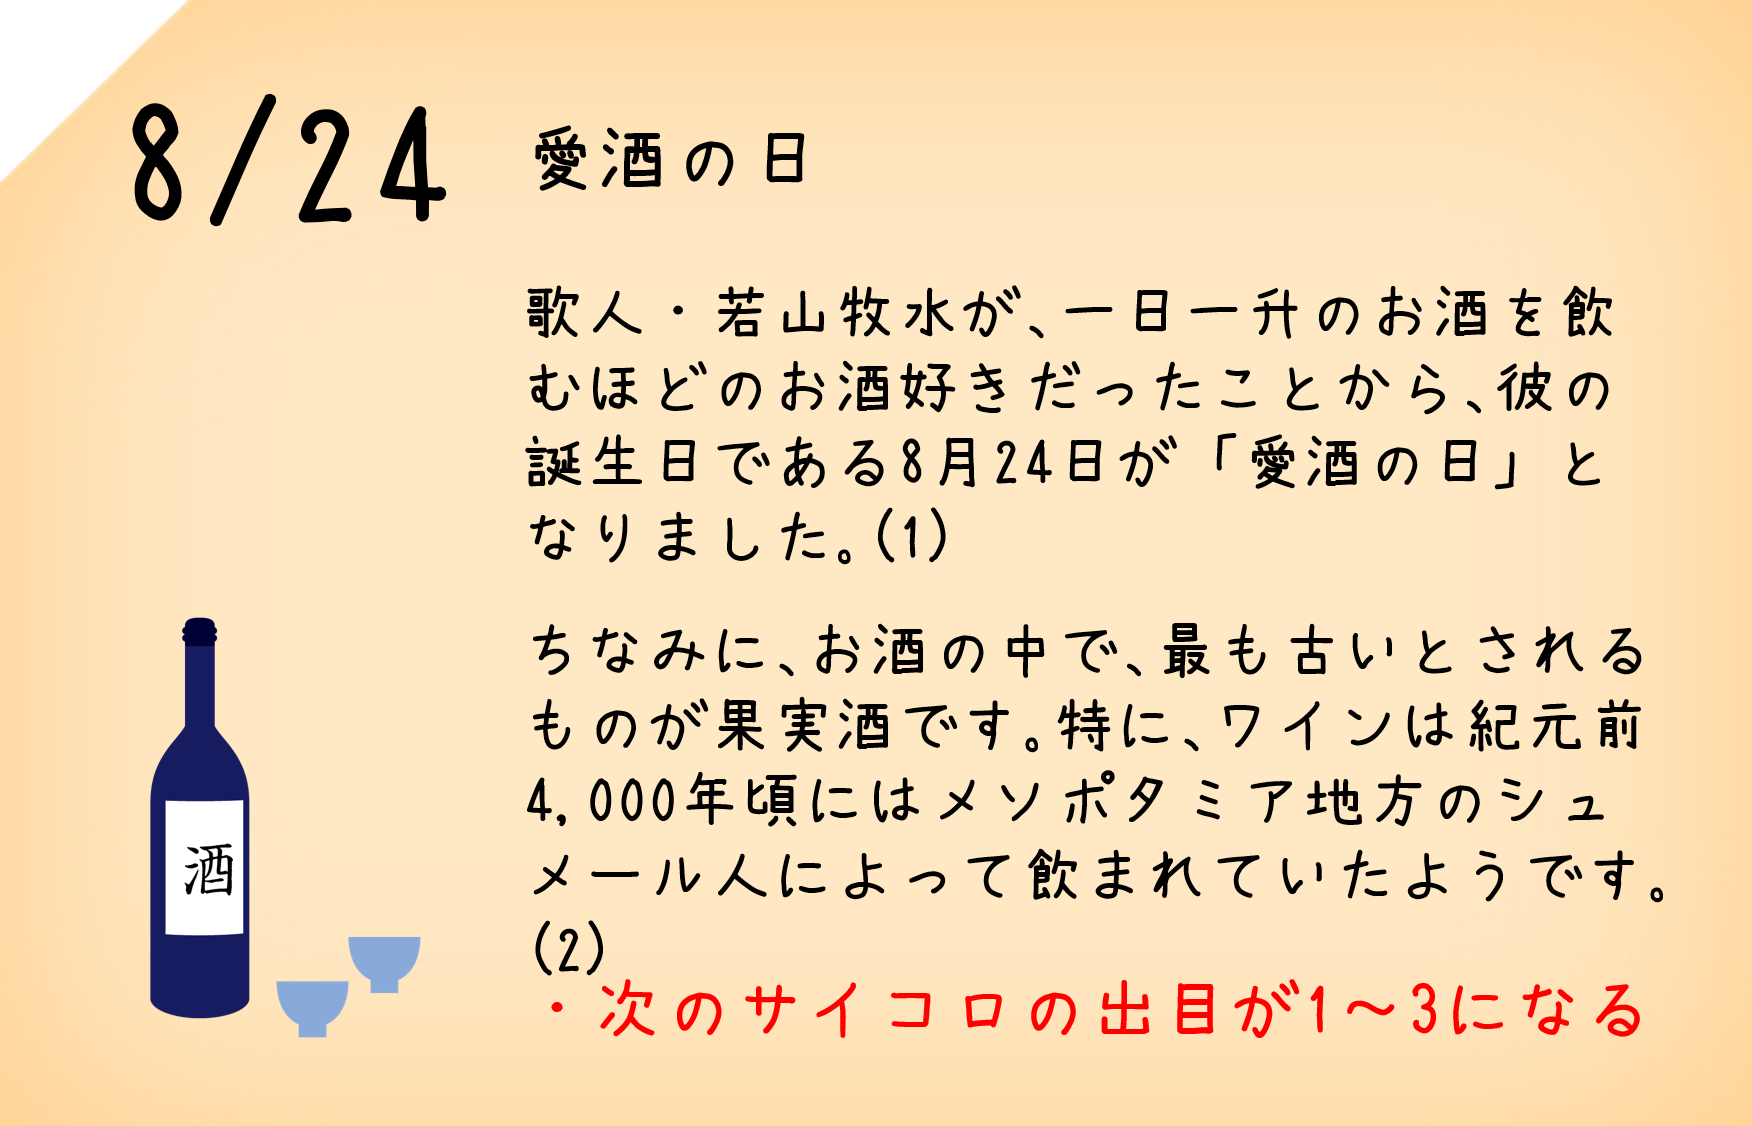 8/24 愛酒の日
歌人・若山牧水が、一日一升のお酒を飲
むほどのお酒好きだったことから、彼の
誕生日である8月24日が「愛酒の日」と
なりました。(1)
ちなみに、お酒の中で、最も古いとされる
ものが果実酒です。特に、ワインは紀元前
4,000年頃にはメソポタミア地方のシュ
メール人によって飲まれていたようです。
(2)
・次のサイコロの出目が1～3になる
酒